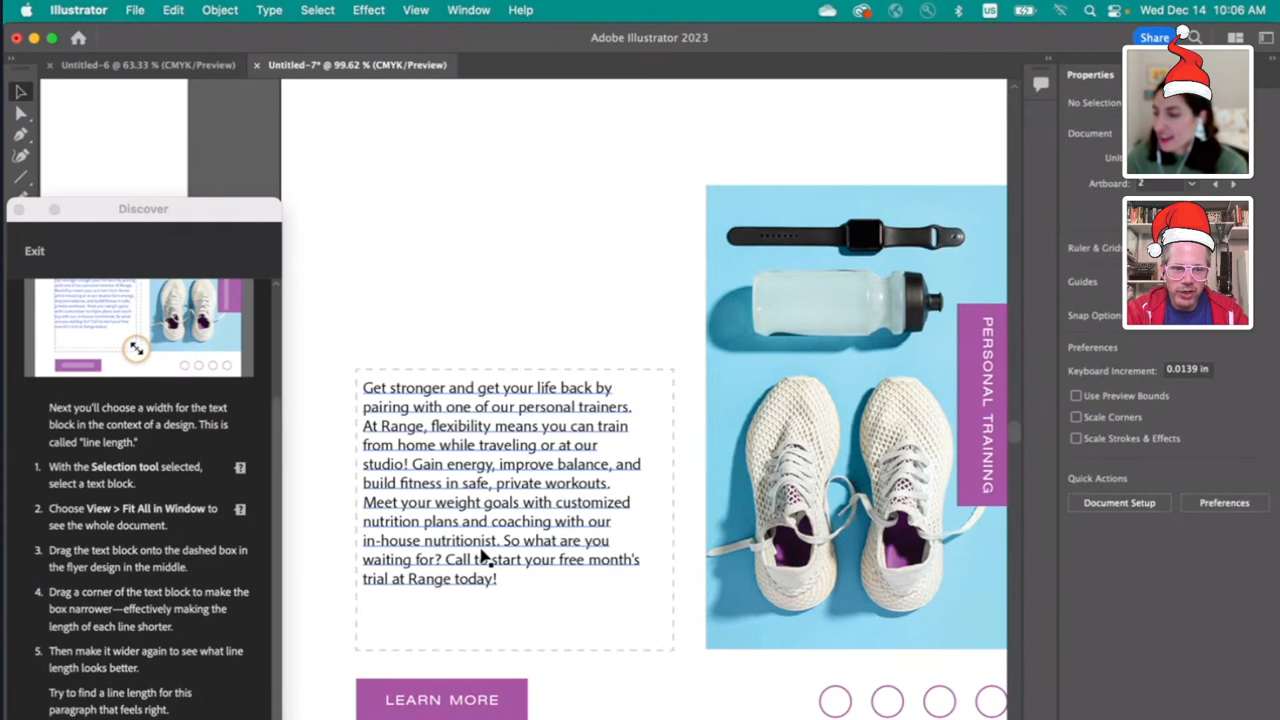 Illustrator File Edit Object Type Select Effect View Window Help
US
Wed Dec 14 10:06 AM
Adobe Illustrator 2023
Share
× Untitled-6 @ 63.33 % (CMYK/Preview)
× Untitled-7* @ 99.62 % (CMYK/Preview)
Discover
Exit
Next you'll choose a width for the text
block in the context of a design. This is
called "line length."
1. With the Selection tool selected,
select a text block.
2. Choose View > Fit All in Window to
see the whole document.
3. Drag the text block onto the dashed box in
the flyer design in the middle.
4. Drag a corner of the text block to make the
box narrower—effectively making the
length of each line shorter.
5. Then make it wider again to see what line
length looks better.
Try to find a line length for this
paragraph that feels right.
Get stronger and get your life back by
pairing with one of our personal trainers.
At Range, flexibility means you can train
from home while traveling or at our
studio! Gain energy, improve balance, and
build fitness in safe, private workouts.
Meet your weight goals with customized
nutrition plans and coaching with our
in-house nutritionist. So what are you
waiting for? Call to start your free month's
trial at Range today!
LEARN MORE
PERSONAL TRAINING
Properties
No Selection
Document
Artboard: 2
Ruler & Grids
Guides
Snap Options
Preferences
Keyboard Increment: 0.0139 in
Use Preview Bounds
Scale Corners
Scale Strokes & Effects
Quick Actions
Document Setup
Preferences